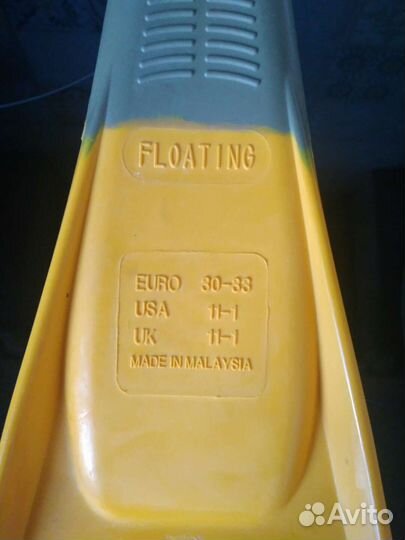 FLOATING
EURO 30-33
USA 11-1
UK 11-1
MADE IN MALAYSIA
Avito